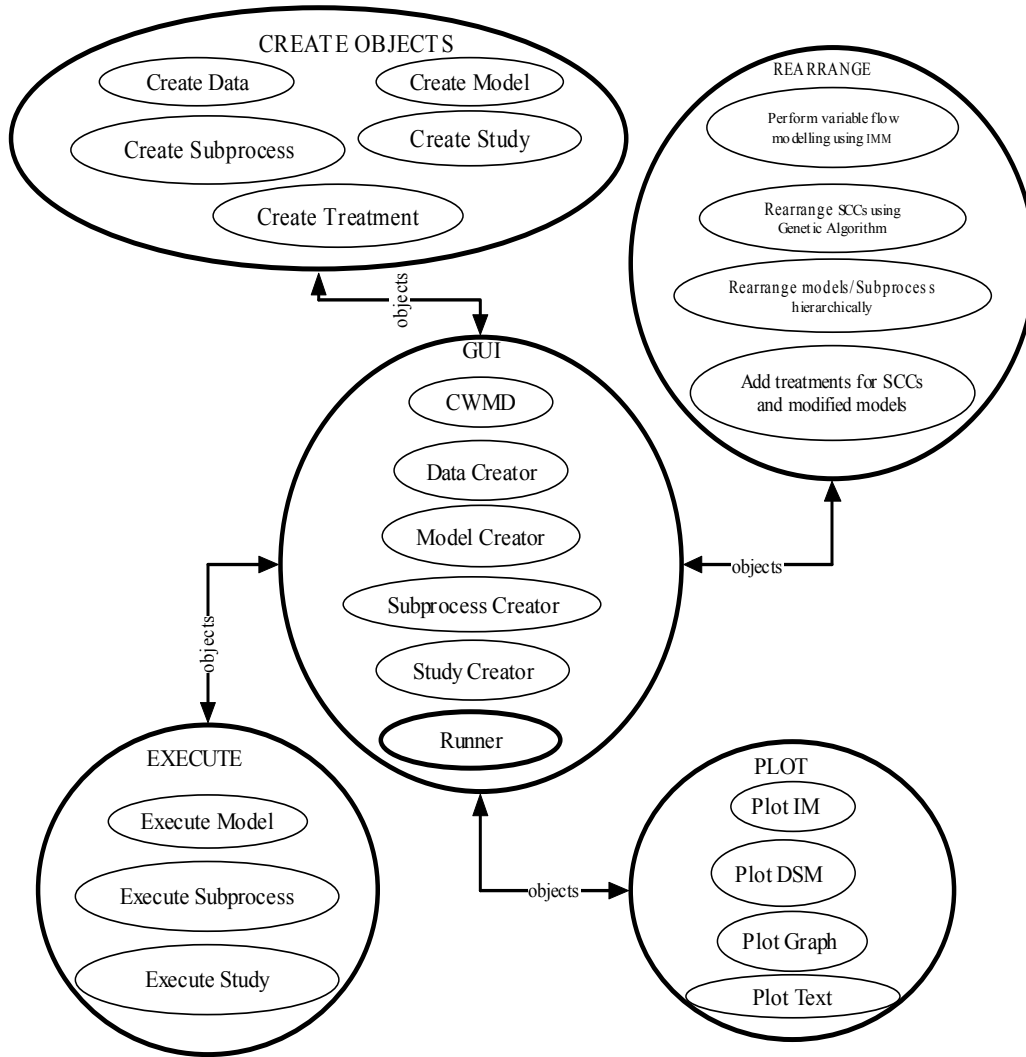 CREATE OBJECTS
Create Data
Create Model
Create Subprocess
Create Study
Create Treatment
objects
REARRANGE
Perform variable flow
modelling using IMM
Rearrange SCCs using
Genetic Algorithm
Rearrange models/Subprocess
hierarchically
Add treatments for SCCs
and modified models
GUI
CWMD
Data Creator
Model Creator
Subprocess Creator
Study Creator
Runner
objects
objects
EXECUTE
Execute Model
Execute Subprocess
Execute Study
objects
PLOT
Plot IM
Plot DSM
Plot Graph
Plot Text